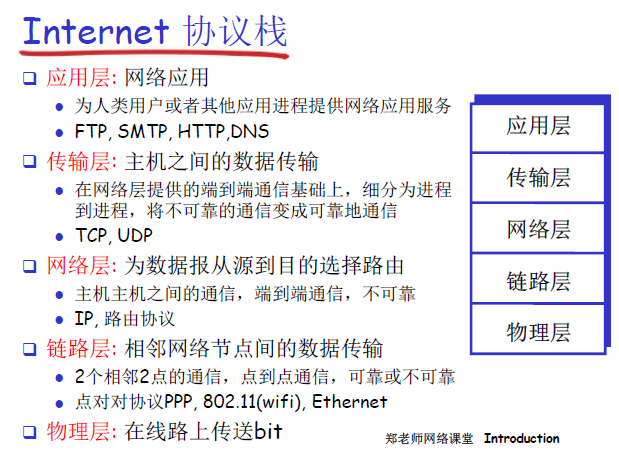 Internet 协议栈
应用层: 网络应用
为人类用户或者其他应用进程提供网络应用服务
FTP, SMTP, HTTP,DNS
传输层: 主机之间的数据传输
在网络层提供的端到端通信基础上，细分为进程
到进程，将不可靠的通信变成可靠地通信
TCP, UDP
网络层: 为数据报从源到目的选择路由
主机主机之间的通信，端到端通信，不可靠
IP, 路由协议
链路层: 相邻网络节点间的数据传输
2个相邻2点的通信，点到点通信，可靠或不可靠
点对对协议PPP, 802.11(wifi), Ethernet
物理层: 在线路上传送bit
应用层
传输层
网络层
链路层
物理层
郑老师网络课堂 Introduction